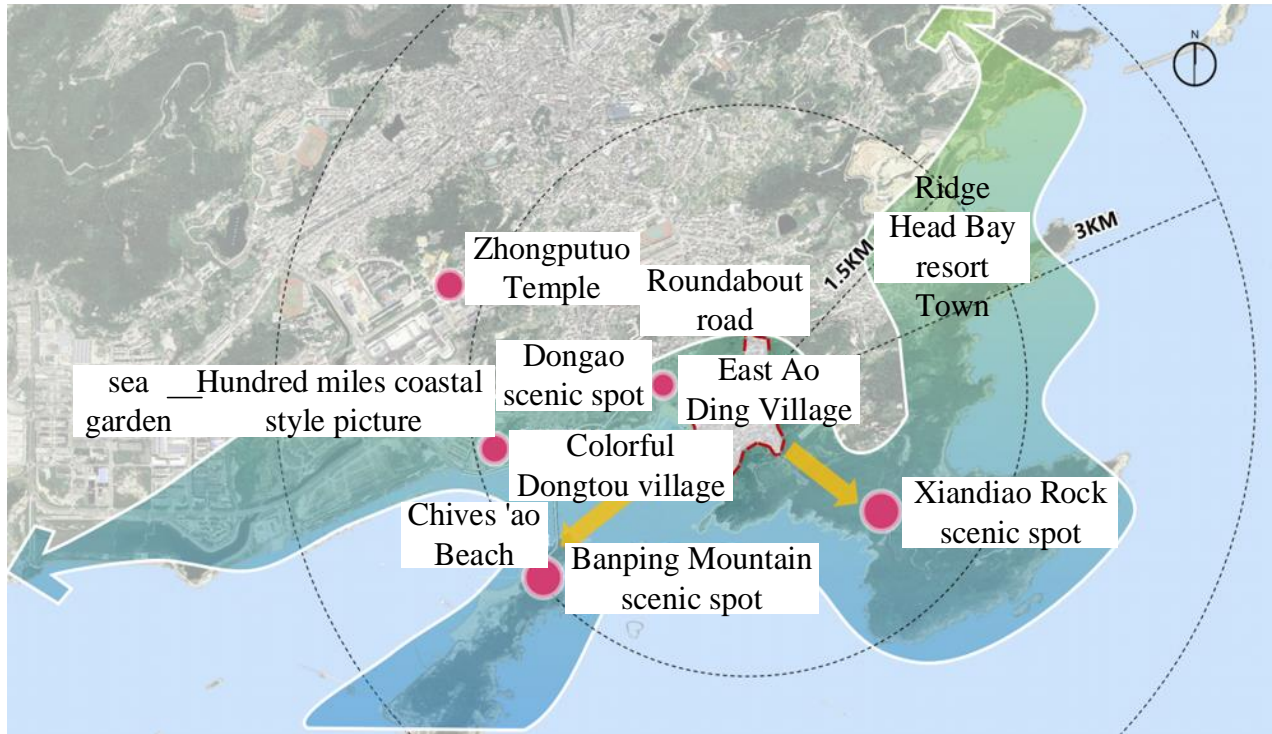 N
Ridge
Head Bay
resort
Town
3KM
1.5KM
Zhongputuo
Temple
Roundabout
road
Dongao
scenic spot
East Ao
Ding Village
sea
garden
__Hundred miles coastal
style picture
Colorful
Dongtou village
Chives 'ao
Beach
Xiandiao Rock
scenic spot
Banping Mountain
scenic spot